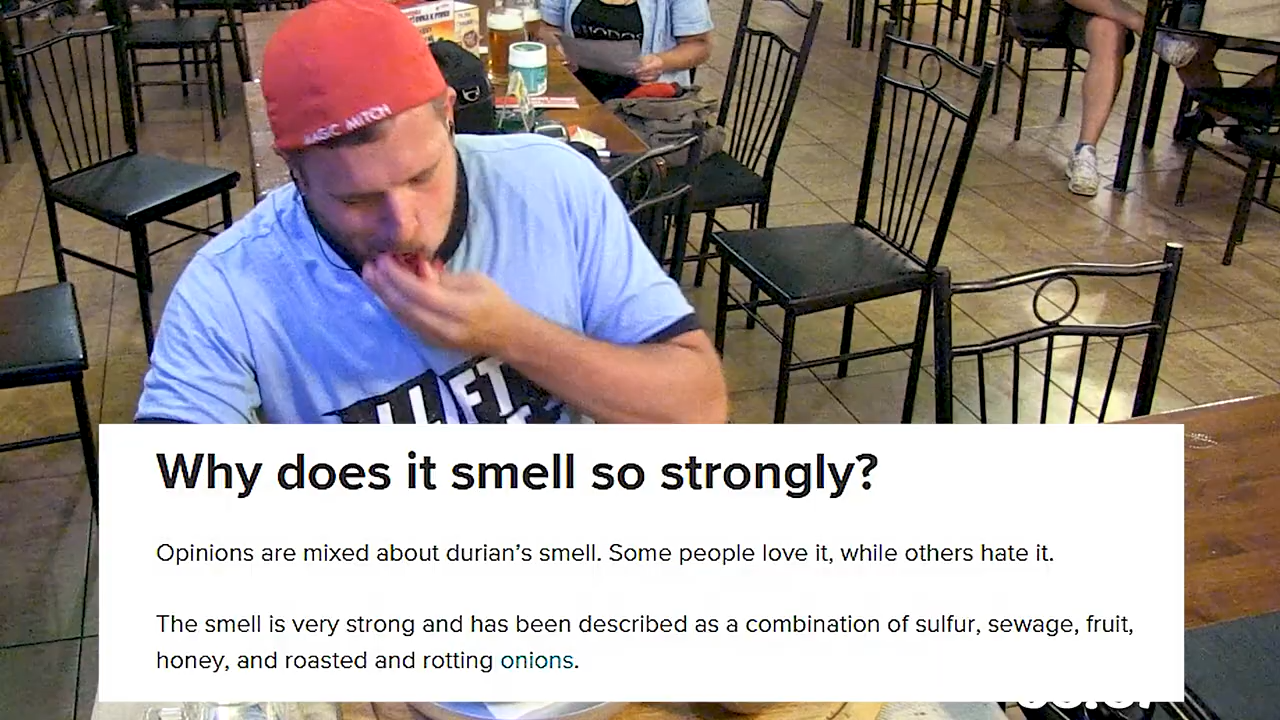 MAGIC MITCH
Why does it smell so strongly?
Opinions are mixed about durian’s smell. Some people love it, while others hate it.
The smell is very strong and has been described as a combination of sulfur, sewage, fruit,
honey, and roasted and rotting onions.